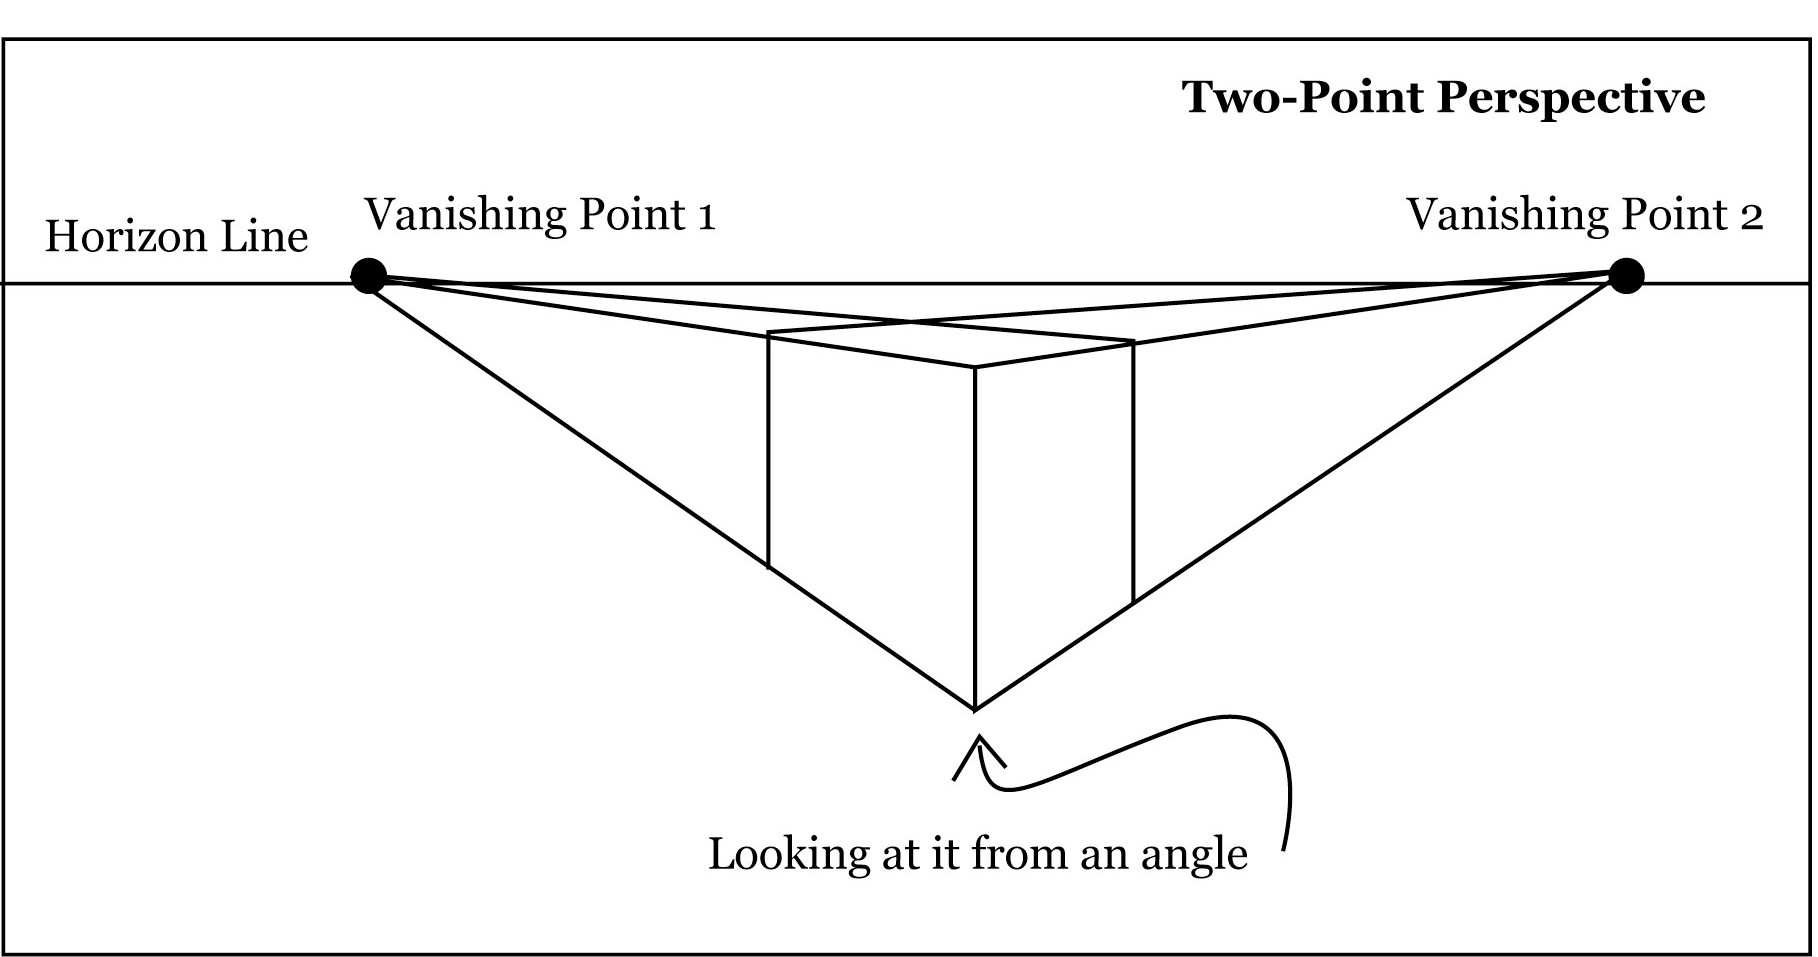 Two-Point Perspective
Horizon Line
Vanishing Point 1
Vanishing Point 2
Looking at it from an angle